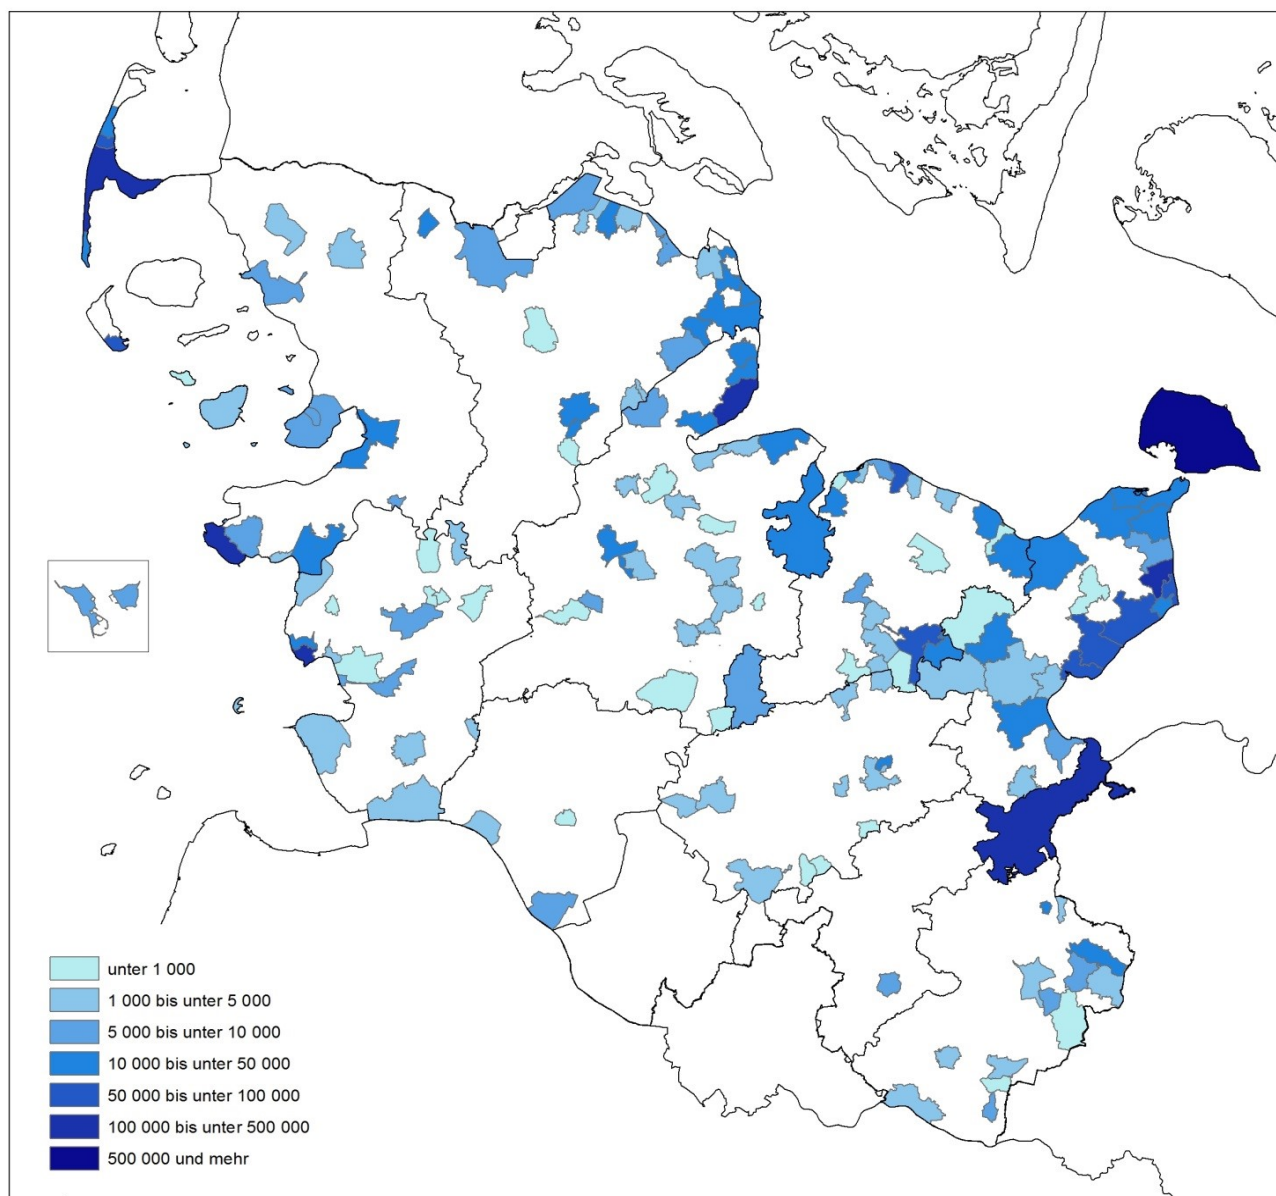 unter 1 000
1 000 bis unter 5 000
5 000 bis unter 10 000
10 000 bis unter 50 000
50 000 bis unter 100 000
100 000 bis unter 500 000
500 000 und mehr